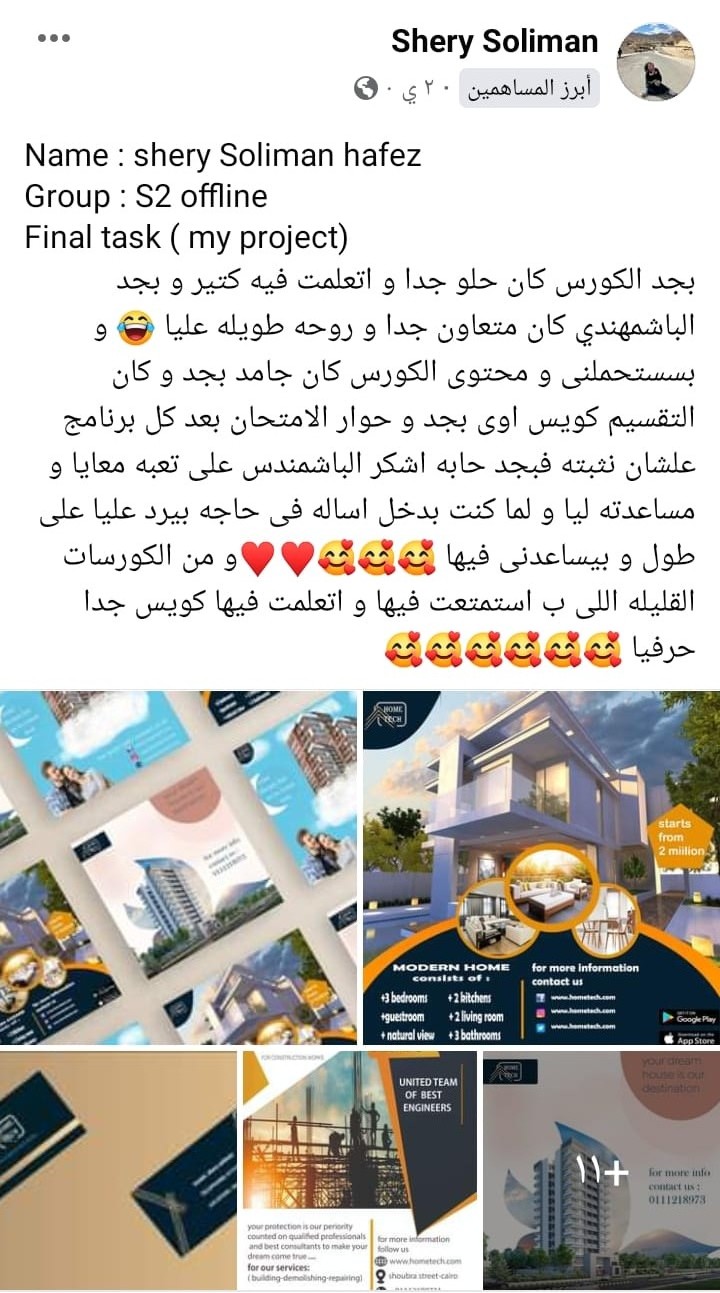 Shery Soliman
أبرز المساهمين · ٢ ي ·
Name : shery Soliman hafez
Group : S2 offline
Final task ( my project)
بجد الكورس كان حلو جدا و اتعلمت فيه كتير و بجد
الباشمهندي كان متعاون جدا و روحه طويله عليا 😂 و
بسستحملنى و محتوى الكورس كان جامد بجد و كان
التقسيم كويس اوى بجد و حوار الامتحان بعد كل برنامج
علشان نثبته فبجد حابه اشكر الباشمندس على تعبه معايا و
مساعدته ليا و لما كنت بدخل اساله فى حاجه بيرد عليا على
طول و بيساعدنى فيها 🥰🥰🥰❤️❤️و من الكورسات
القليله اللى ب استمتعت فيها و اتعلمت فيها كويس جدا
حرفيا 🥰🥰🥰🥰🥰🥰
HOME
TECH
starts
from
2 miilion
MODERN HOME
consists of :
+3 bedrooms +2 kitchens
+guestroom +2 living room
+ natural view +3 bathrooms
for more information
contact us
www.hometech.com
www.hometech.com
www.hometech.com
GET IT ON
Google Play
Download on the
App Store
FOR CONSTRUCTION WORKS
UNITED TEAM
OF BEST
ENGINEERS
your protection is our periority
counted on qualified professionals
and best consultants to make your
dream come true ....
for our services:
( building-demolishing-repairing)
for more information
follow us
www.hometech.com
shoubra street-cairo
HOME
TECH
your dream
house is our
destination
+١١
for more info
contact us :
0111218973